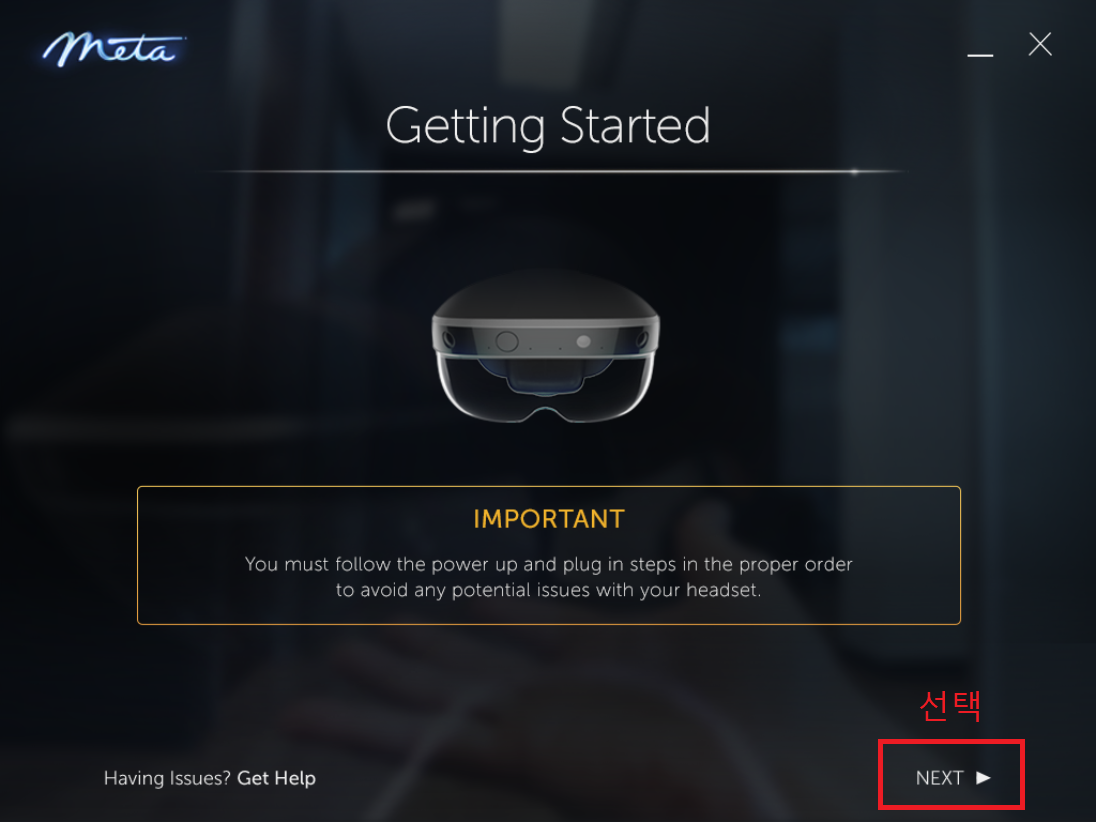 Meta
Getting Started
IMPORTANT
You must follow the power up and plug in steps in the proper order
to avoid any potential issues with your headset.
선택
Having Issues? Get Help
NEXT ►